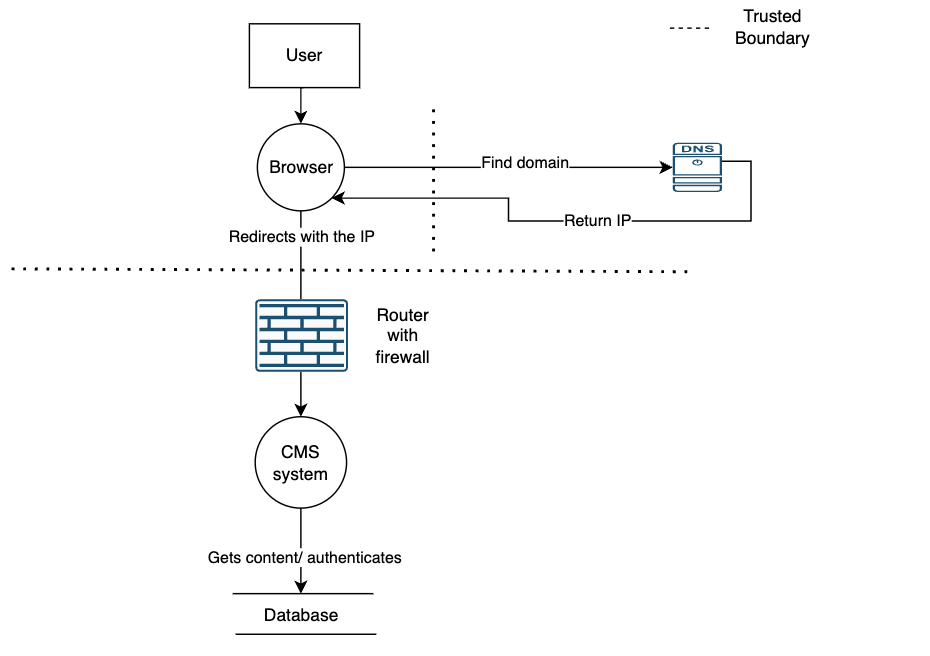 Trusted
Boundary
User
DNS
Browser
Find domain
Return IP
Redirects with the IP
Router
with
firewall
CMS
system
Gets content/ authenticates
Database